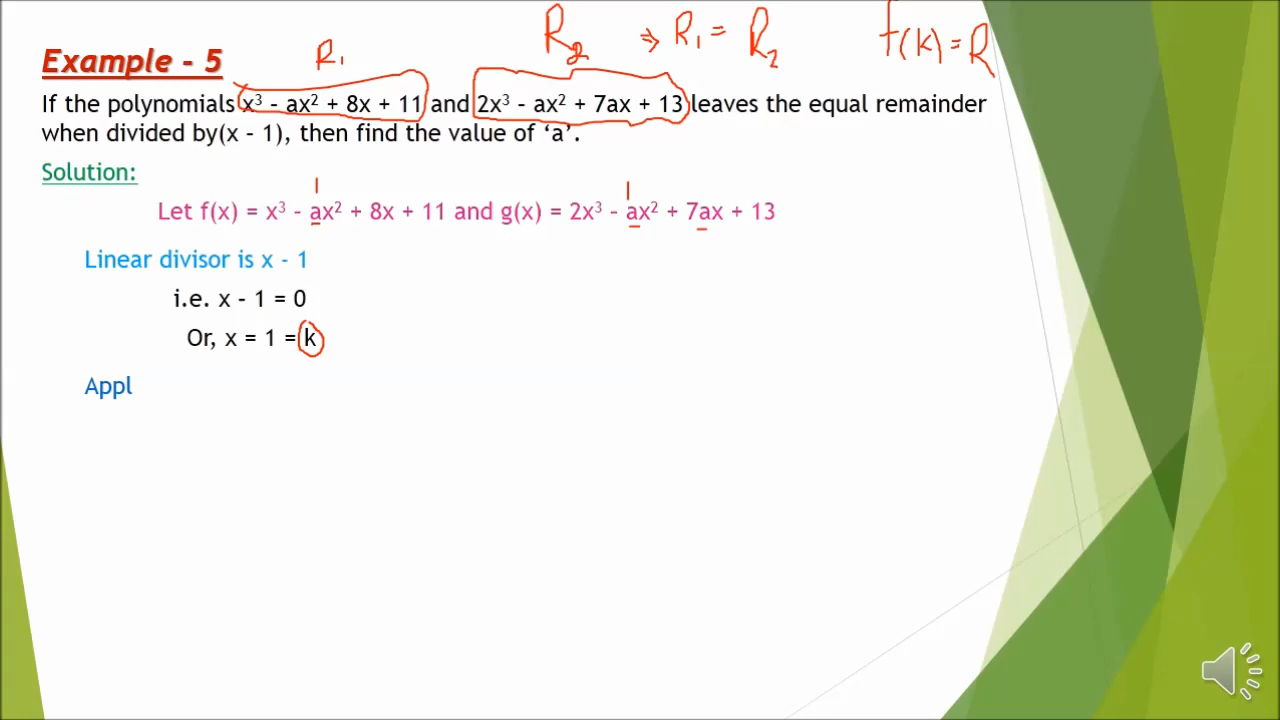 R₁ R₂ ⇒ R₁ = R₂ f(k) = R
Example - 5
If the polynomials x³ - ax² + 8x + 11 and 2x³ - ax² + 7ax + 13 leaves the equal remainder
when divided by(x - 1), then find the value of ‘a’.
Solution:
Let f(x) = x³ - ax² + 8x + 11 and g(x) = 2x³ - ax² + 7ax + 13
Linear divisor is x - 1
i.e. x - 1 = 0
Or, x = 1 = k
Appl